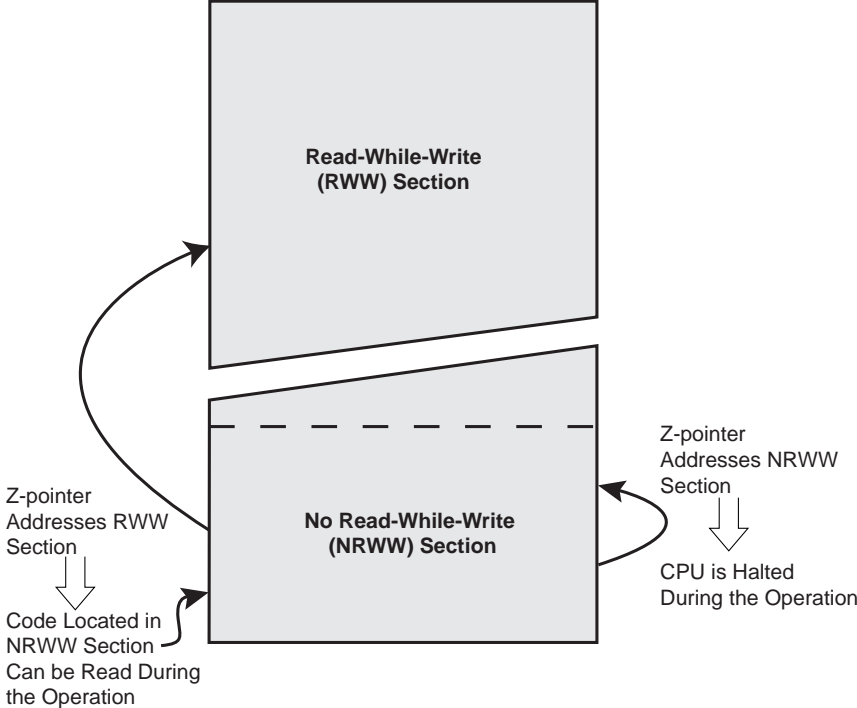 Read-While-Write
(RWW) Section
Z-pointer
Addresses NRWW
Section
Z-pointer
Addresses RWW
Section
No Read-While-Write
(NRWW) Section
CPU is Halted
During the Operation
Code Located in
NRWW Section
Can be Read During
the Operation